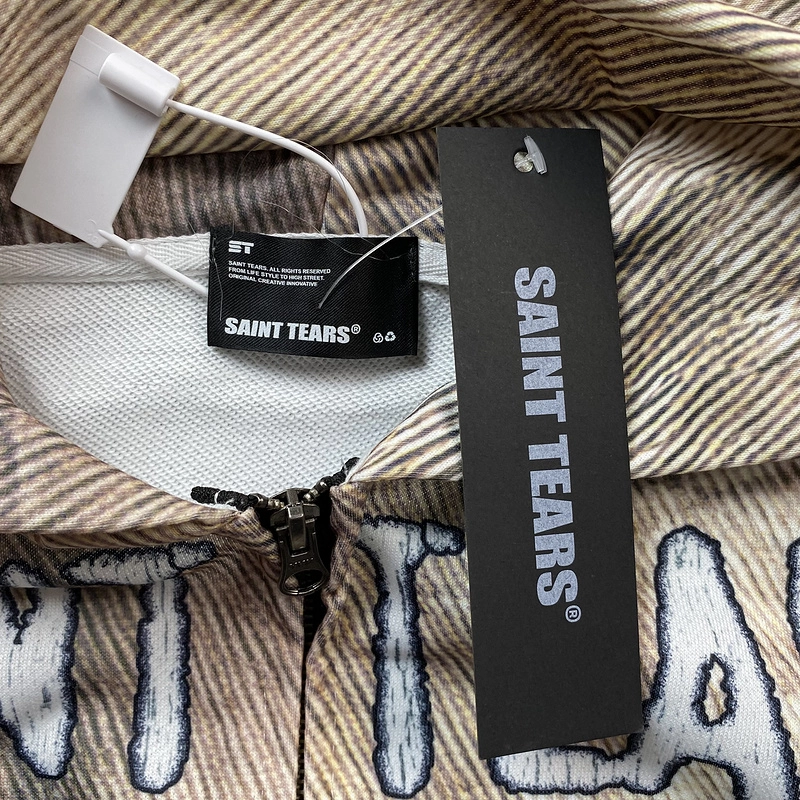 ST
SAINT TEARS. ALL RIGHTS RESERVED
FROM LIFE STYLE TO HIGH STREET.
ORIGINAL CREATIVE INNOVATIVE
SAINT TEARS®
SAINT TEARS®